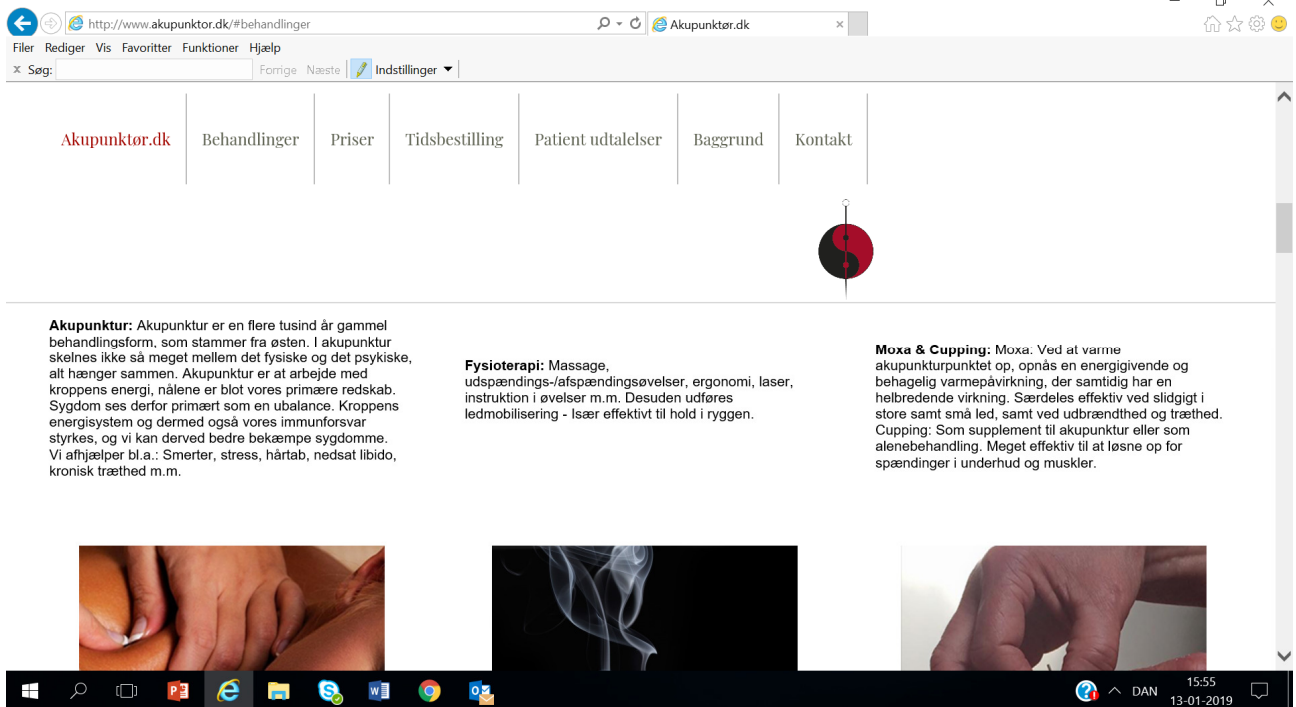 http://www.akupunktor.dk/#behandlinger
Akupunktør.dk
Filer Rediger Vis Favoritter Funktioner Hjælp
x Søg: Forrige Næste Indstillinger
Akupunktør.dk Behandlinger Priser Tidsbestilling Patient udtalelser Baggrund Kontakt
Akupunktur: Akupunktur er en flere tusind år gammel
behandlingsform, som stammer fra østen. I akupunktur
skelnes ikke så meget mellem det fysiske og det psykiske,
alt hænger sammen. Akupunktur er at arbejde med
kroppens energi, nålene er blot vores primære redskab.
Sygdom ses derfor primært som en ubalance. Kroppens
energisystem og dermed også vores immunforsvar
styrkes, og vi kan derved bedre bekæmpe sygdomme.
Vi afhjælper bl.a.: Smerter, stress, hårtab, nedsat libido,
kronisk træthed m.m.
Fysioterapi: Massage,
udspændings-/afspændingsøvelser, ergonomi, laser,
instruktion i øvelser m.m. Desuden udføres
ledmobilisering - Især effektivt til hold i ryggen.
Moxa & Cupping: Moxa: Ved at varme
akupunkturpunktet op, opnås en energigivende og
behagelig varmepåvirkning, der samtidig har en
helbredende virkning. Særdeles effektiv ved slidgigt i
store samt små led, samt ved udbrændthed og træthed.
Cupping: Som supplement til akupunktur eller som
alenebehandling. Meget effektiv til at løsne op for
spændinger i underhud og muskler.
DAN
15:55
13-01-2019